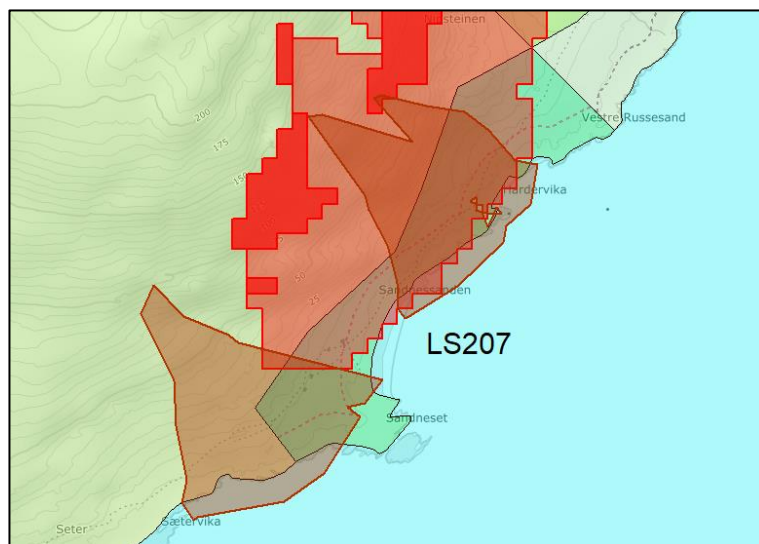 200
Vestre Russesand
175
150
Hardervika
50
Sandnessanden
25
LS207
Sandneset
Seter
Sætervika